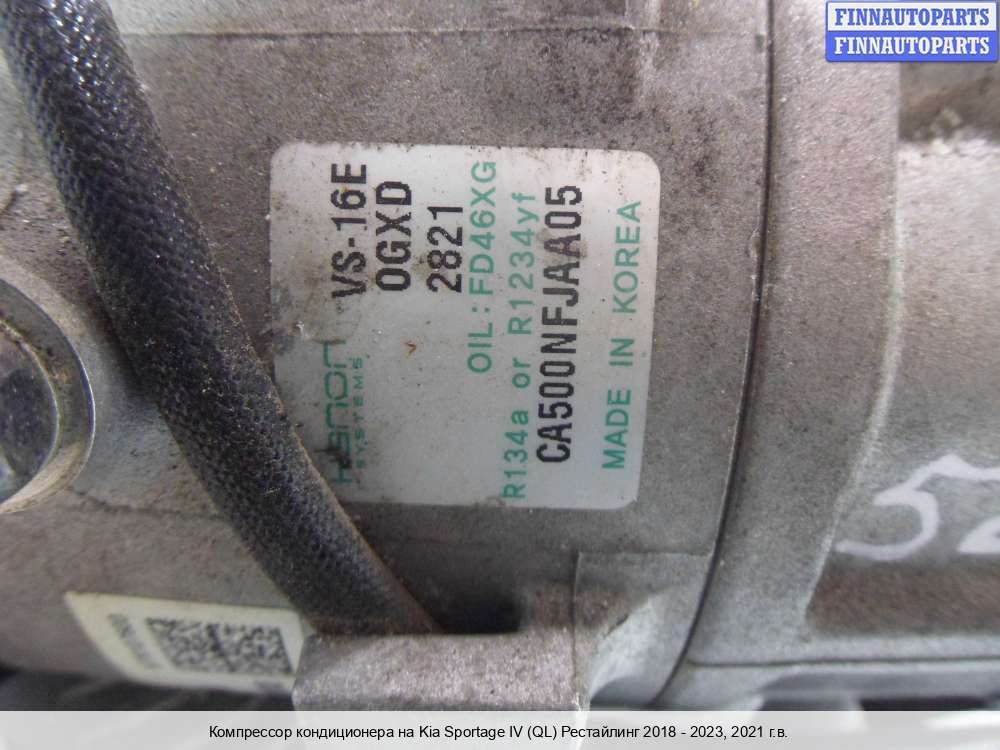 FINNAUTOPARTS
FINNAUTOPARTS
VS-16E
0GXD
2821
Hanon
SYSTEMS
OIL:FD46XG
R134a or R1234yf
CA500NFJAA05
MADE IN KOREA
52
Компрессор кондиционера на Kia Sportage IV (QL) Рестайлинг 2018 - 2023, 2021 г.в.